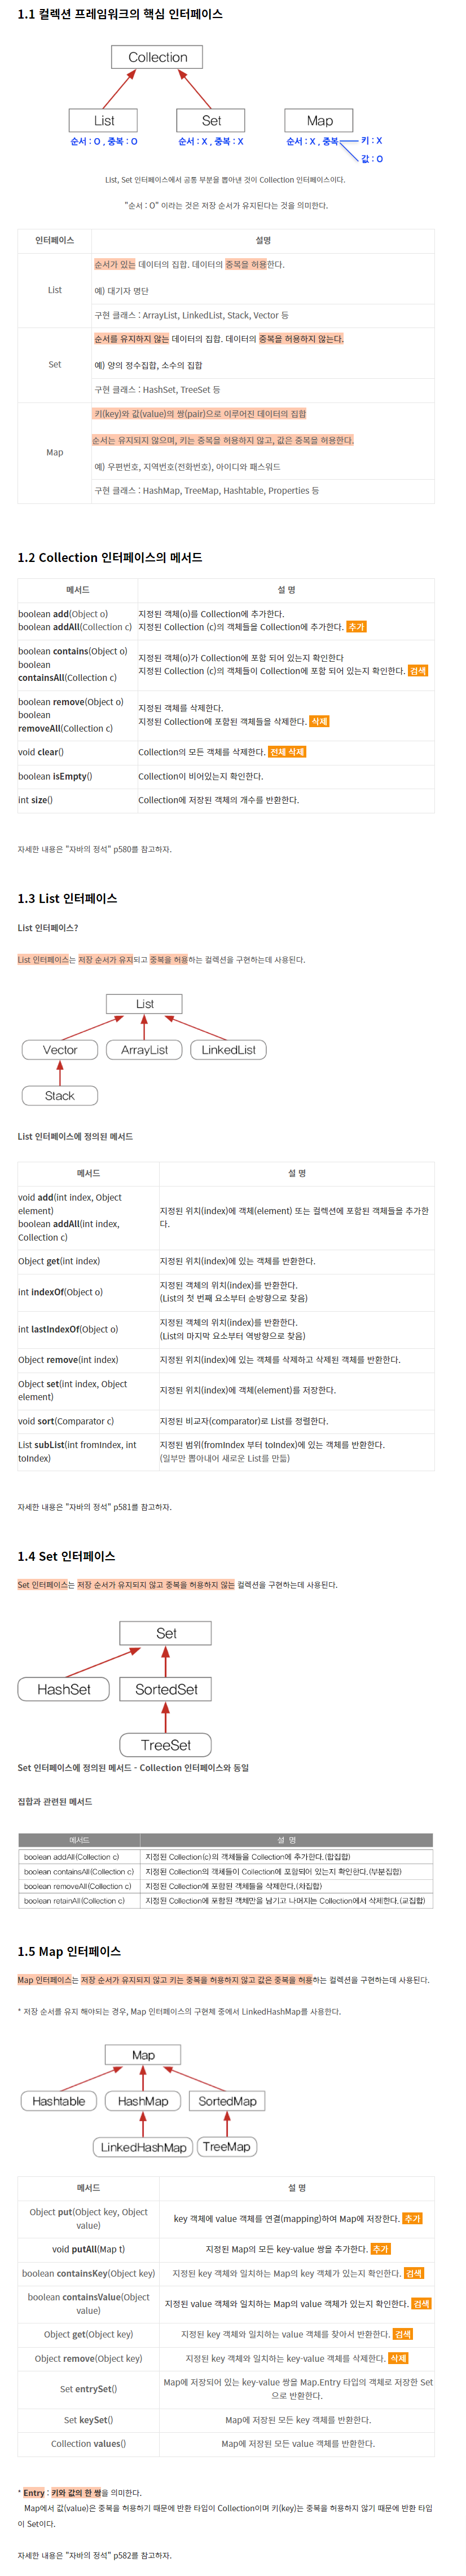 1.1 컬렉션 프레임워크의 핵심 인터페이스
Collection
List
Set
Map
순서 : O , 중복 : O
순서 : X , 중복 : X
순서 : X , 중복
키 : X
값 : O
List, Set 인터페이스에서 공통 부분을 뽑아낸 것이 Collection 인터페이스이다.
"순서 : O" 이라는 것은 저장 순서가 유지된다는 것을 의미한다.
인터페이스
설명
List
순서가 있는 데이터의 집합. 데이터의 중복을 허용한다.
예) 대기자 명단
구현 클래스 : ArrayList, LinkedList, Stack, Vector 등
Set
순서를 유지하지 않는 데이터의 집합. 데이터의 중복을 허용하지 않는다.
예) 양의 정수집합, 소수의 집합
구현 클래스 : HashSet, TreeSet 등
Map
키(key)와 값(value)의 쌍(pair)으로 이루어진 데이터의 집합
순서는 유지되지 않으며, 키는 중복을 허용하지 않고, 값은 중복을 허용한다.
예) 우편번호, 지역번호(전화번호), 아이디와 패스워드
구현 클래스 : HashMap, TreeMap, Hashtable, Properties 등
1.2 Collection 인터페이스의 메서드
메서드
설 명
boolean add(Object o)
boolean addAll(Collection c)
지정된 객체(o)를 Collection에 추가한다.
지정된 Collection (c)의 객체들을 Collection에 추가한다. 추가
boolean contains(Object o)
boolean
containsAll(Collection c)
지정된 객체(o)가 Collection에 포함 되어 있는지 확인한다
지정된 Collection (c)의 객체들이 Collection에 포함 되어 있는지 확인한다. 검색
boolean remove(Object o)
boolean
removeAll(Collection c)
지정된 객체를 삭제한다.
지정된 Collection에 포함된 객체들을 삭제한다. 삭제
void clear()
Collection의 모든 객체를 삭제한다. 전체 삭제
boolean isEmpty()
Collection이 비어있는지 확인한다.
int size()
Collection에 저장된 객체의 개수를 반환한다.
자세한 내용은 "자바의 정석" p580를 참고하자.
1.3 List 인터페이스
List 인터페이스?
List 인터페이스는 저장 순서가 유지되고 중복을 허용하는 컬렉션을 구현하는데 사용된다.
List
Vector
ArrayList
LinkedList
Stack
List 인터페이스에 정의된 메서드
메서드
설 명
void add(int index, Object
element)
boolean addAll(int index,
Collection c)
지정된 위치(index)에 객체(element) 또는 컬렉션에 포함된 객체들을 추가한
다.
Object get(int index)
지정된 위치(index)에 있는 객체를 반환한다.
int indexOf(Object o)
지정된 객체의 위치(index)를 반환한다.
(List의 첫 번째 요소부터 순방향으로 찾음)
int lastIndexOf(Object o)
지정된 객체의 위치(index)를 반환한다.
(List의 마지막 요소부터 역방향으로 찾음)
Object remove(int index)
지정된 위치(index)에 있는 객체를 삭제하고 삭제된 객체를 반환한다.
Object set(int index, Object
element)
지정된 위치(index)에 객체(element)를 저장한다.
void sort(Comparator c)
지정된 비교자(comparator)로 List를 정렬한다.
List subList(int fromIndex, int
toIndex)
지정된 범위(fromIndex 부터 toIndex)에 있는 객체를 반환한다.
(일부만 뽑아내어 새로운 List를 만듦)
자세한 내용은 "자바의 정석" p581를 참고하자.
1.4 Set 인터페이스
Set 인터페이스는 저장 순서가 유지되지 않고 중복을 허용하지 않는 컬렉션을 구현하는데 사용된다.
Set
HashSet
SortedSet
TreeSet
Set 인터페이스에 정의된 메서드 - Collection 인터페이스와 동일
집합과 관련된 메서드
메서드
설 명
boolean addAll(Collection c)
지정된 Collection(c)의 객체들을 Collection에 추가한다.(합집합)
boolean containsAll(Collection c)
지정된 Collection의 객체들이 Collection에 포함되어 있는지 확인한다.(부분집합)
boolean removeAll(Collection c)
지정된 Collection에 포함된 객체들을 삭제한다.(차집합)
boolean retainAll(Collection c)
지정된 Collection에 포함된 객체만을 남기고 나머지는 Collection에서 삭제한다.(교집합)
1.5 Map 인터페이스
Map 인터페이스는 저장 순서가 유지되지 않고 키는 중복을 허용하지 않고 값은 중복을 허용하는 컬렉션을 구현하는데 사용된다.
* 저장 순서를 유지 해야되는 경우, Map 인터페이스의 구현체 중에서 LinkedHashMap를 사용한다.
Map
Hashtable
HashMap
SortedMap
LinkedHashMap
TreeMap
메서드
설 명
Object put(Object key, Object
value)
key 객체에 value 객체를 연결(mapping)하여 Map에 저장한다. 추가
void putAll(Map t)
지정된 Map의 모든 key-value 쌍을 추가한다. 추가
boolean containsKey(Object key)
지정된 key 객체와 일치하는 Map의 key 객체가 있는지 확인한다. 검색
boolean containsValue(Object
value)
지정된 value 객체와 일치하는 Map의 value 객체가 있는지 확인한다. 검색
Object get(Object key)
지정된 key 객체와 일치하는 value 객체를 찾아서 반환한다. 검색
Object remove(Object key)
지정된 key 객체와 일치하는 key-value 객체를 삭제한다. 삭제
Set entrySet()
Map에 저장되어 있는 key-value 쌍을 Map.Entry 타입의 객체로 저장한 Set
으로 반환한다.
Set keySet()
Map에 저장된 모든 key 객체를 반환한다.
Collection values()
Map에 저장된 모든 value 객체를 반환한다.
* Entry : 키와 값의 한 쌍을 의미한다.
Map에서 값(value)은 중복을 허용하기 때문에 반환 타입이 Collection이며 키(key)는 중복을 허용하지 않기 때문에 반환 타입
이 Set이다.
자세한 내용은 "자바의 정석" p582를 참고하자.